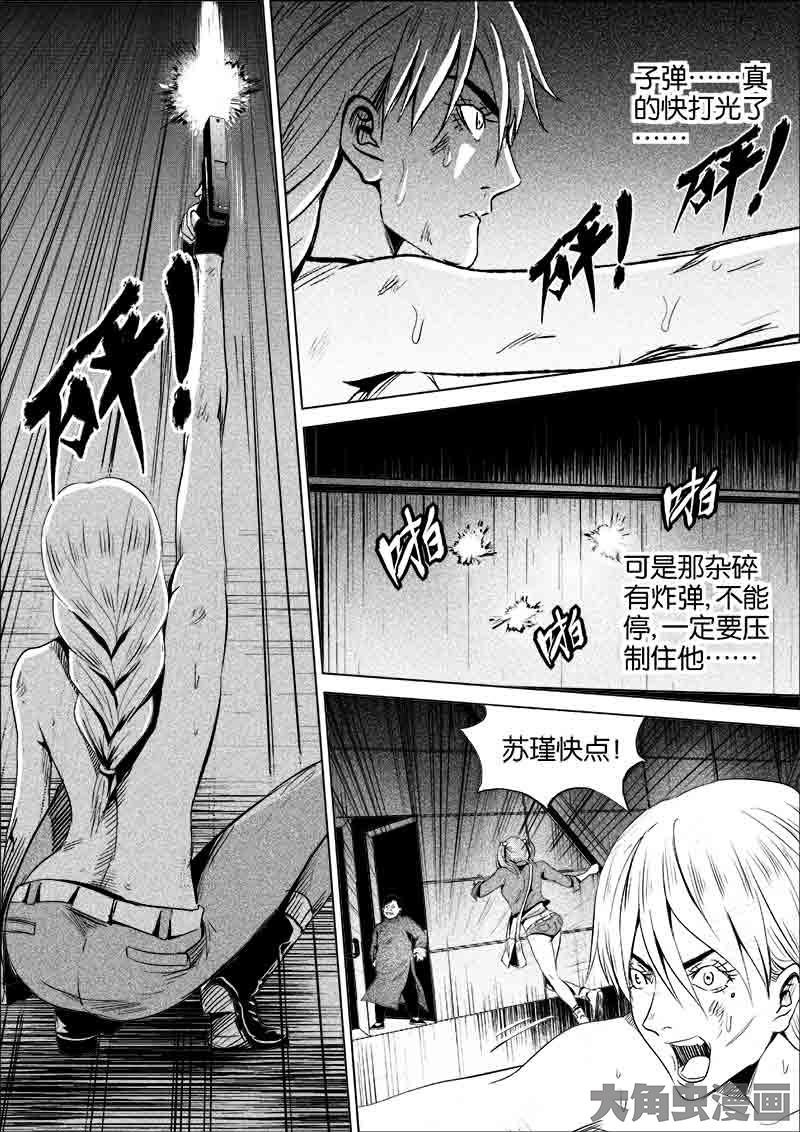 砰！
子弹……真
的快打光了
……
砰！
砰！
啪
啪
啪
可是那杂碎
有炸弹，不能
停，一定要压
制住他……
苏瑾快点！
大角虫漫画